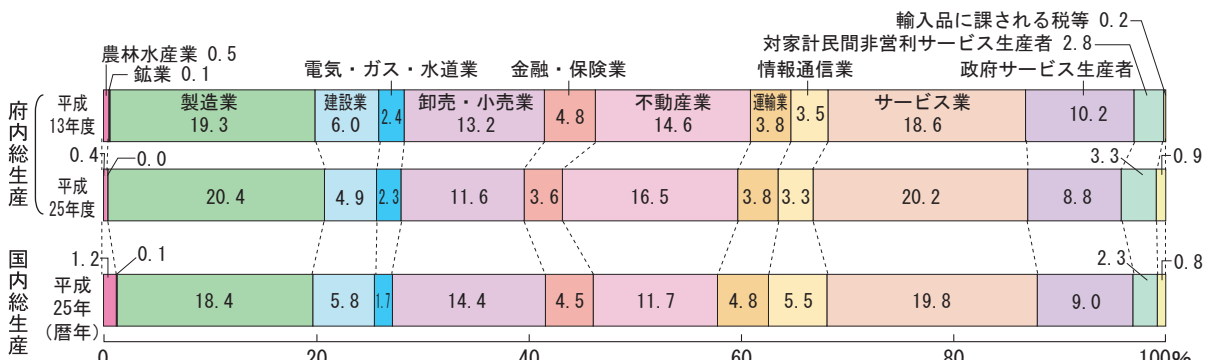 輸入品に課される税等 0.2
農林水産業 0.5
対家計民間非営利サービス生産者 2.8
鉱業 0.1
電気・ガス・水道業
金融・保険業
情報通信業
政府サービス生産者
府内総生産
平成
13年度
製造業
19.3
建設業
6.0
2.4
卸売・小売業
13.2
4.8
不動産業
14.6
運輸業
3.8
3.5
サービス業
18.6
10.2
0.4
0.0
3.3
0.9
平成
25年度
20.4
4.9
2.3
11.6
3.6
16.5
3.8
3.3
20.2
8.8
国内総生産
1.2
0.1
2.3
0.8
平成
25年
(暦年)
18.4
5.8
1.7
14.4
4.5
11.7
4.8
5.5
19.8
9.0
0
20
40
60
80
100%